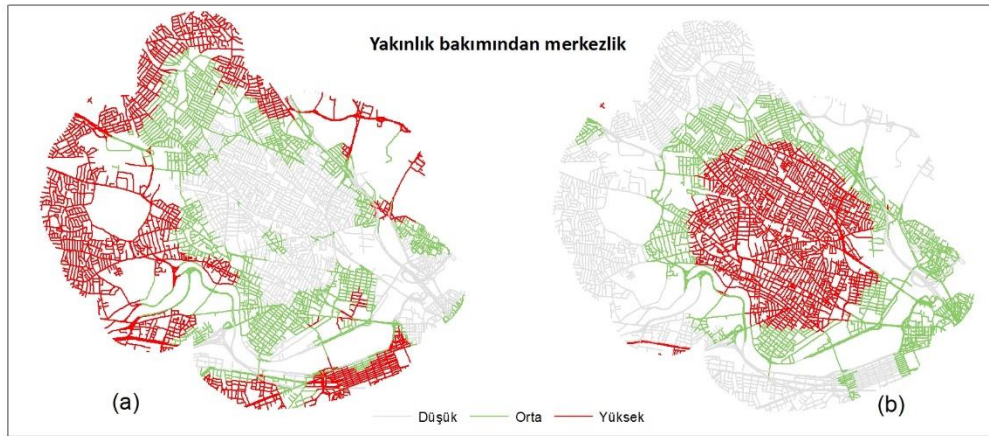 Yakınlık bakımından merkezlik
(a)
(b)
Düşük
Orta
Yüksek